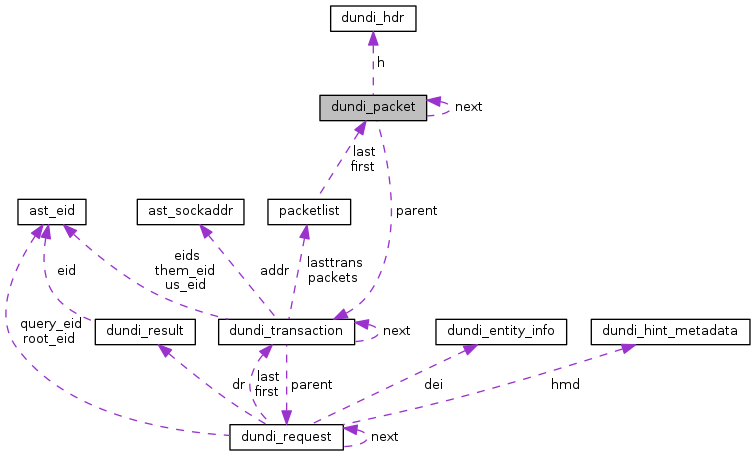 dundi_hdr
h
dundi_packet
next
last
first
ast_eid
ast_sockaddr
packetlist
parent
eids
them_eid
us_eid
eid
addr
lasttrans
packets
query_eid
root_eid
dundi_result
dundi_transaction
next
dundi_entity_info
dundi_hint_metadata
dr
last
first
parent
dei
hmd
dundi_request
next